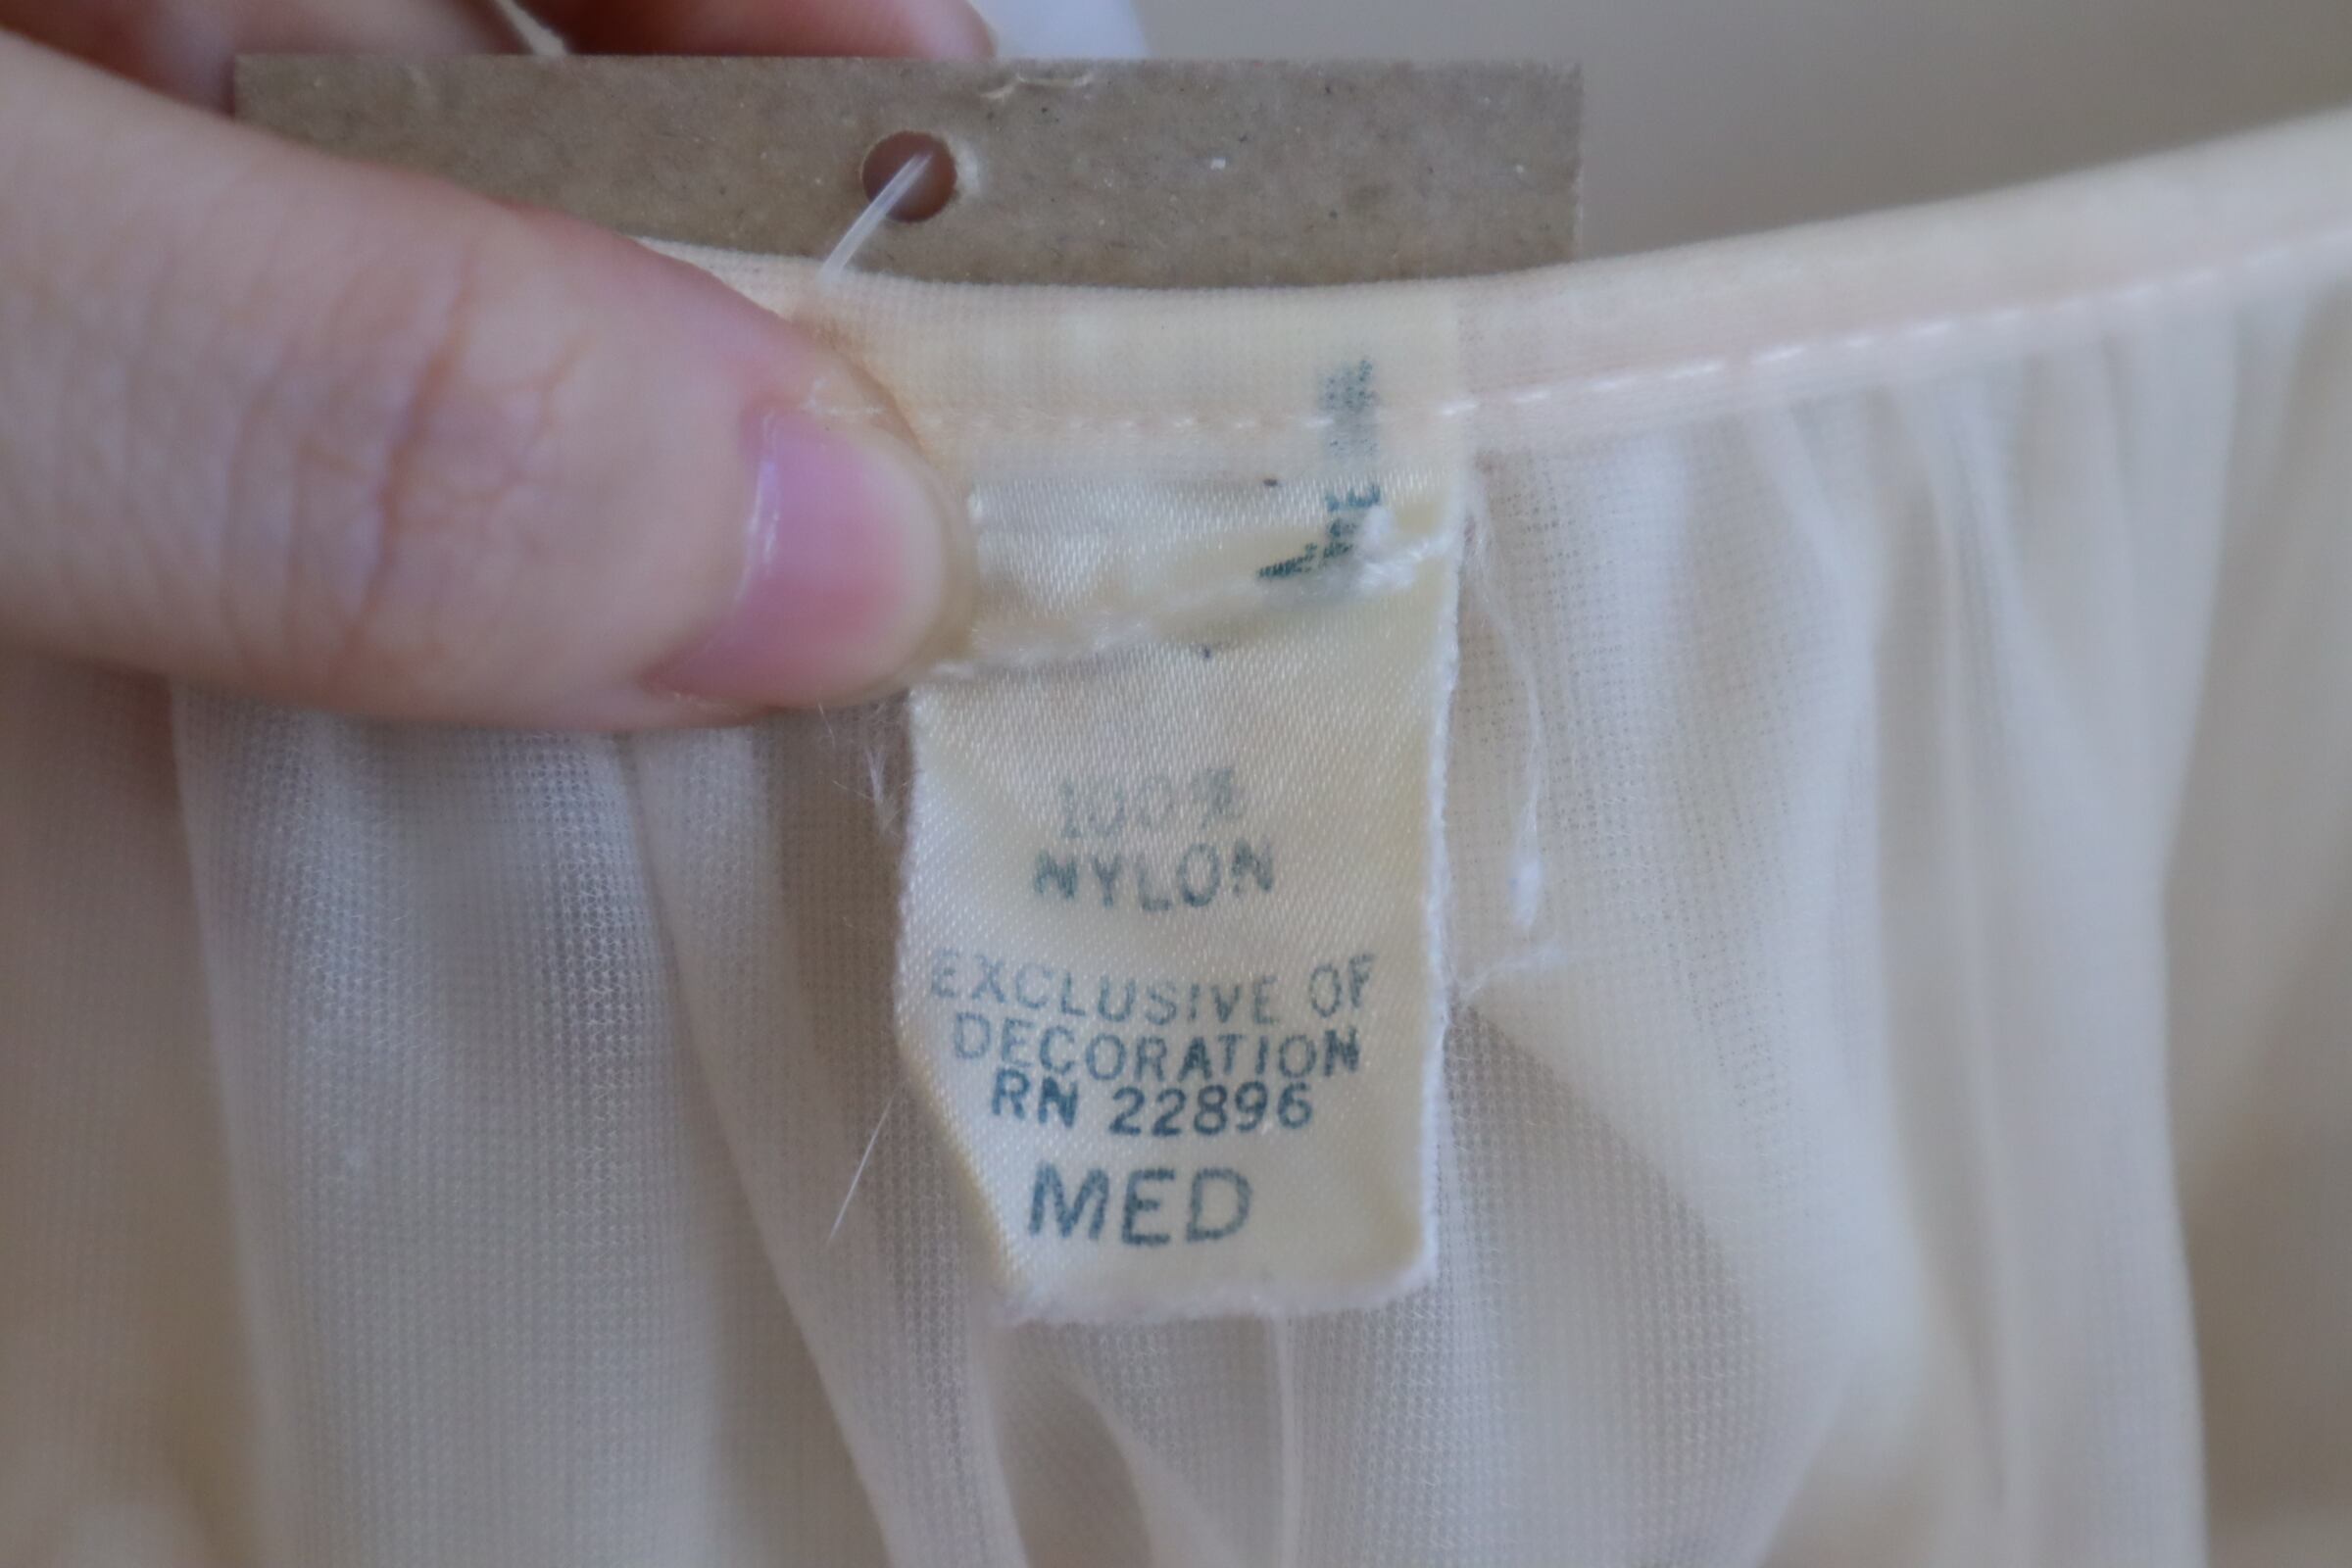 100%
NYLON
EXCLUSIVE OF
DECORATION
RN 22896
MED